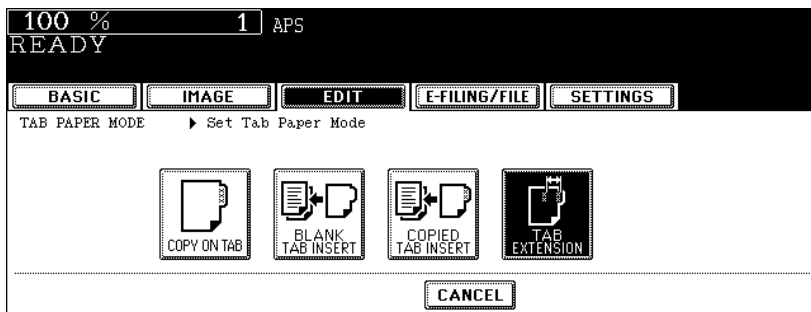 100 % 1 APS
READY
BASIC IMAGE EDIT E-FILING/FILE SETTINGS
TAB PAPER MODE Set Tab Paper Mode
COPY ON TAB
BLANK
TAB INSERT
COPIED
TAB INSERT
TAB
EXTENSION
CANCEL